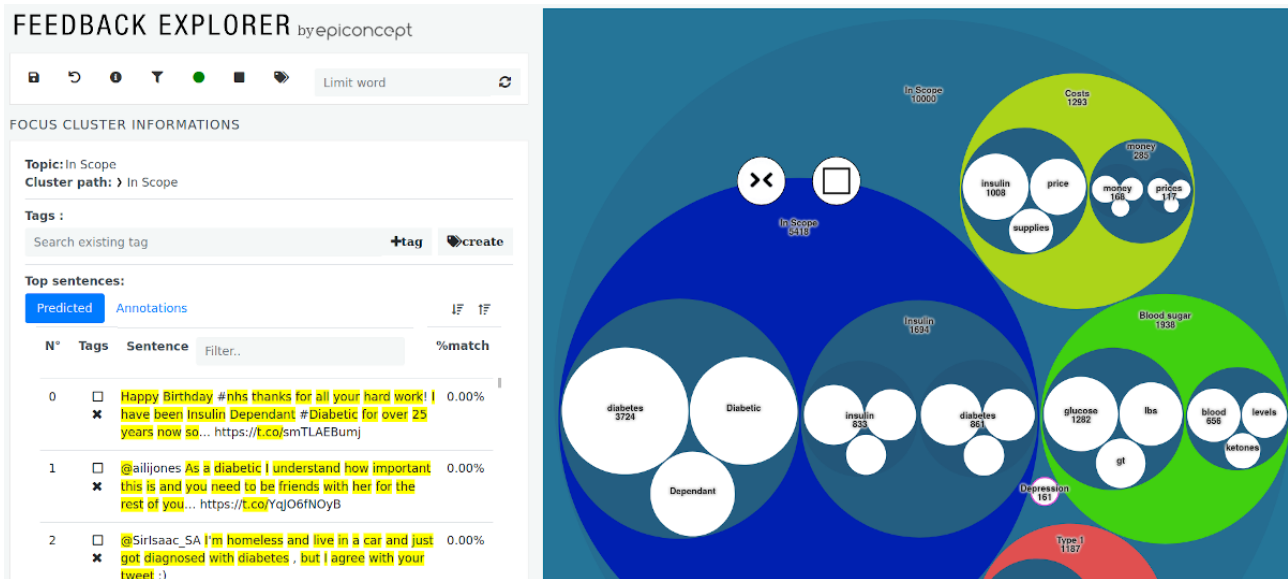 FEEDBACK EXPLORER by epiconcept
Limit word
FOCUS CLUSTER INFORMATIONS
Topic: In Scope
Cluster path: ❯ In Scope
Tags :
Search existing tag
+tag
create
Top sentences:
Predicted
Annotations
N° Tags Sentence Filter.. %match
0 Happy Birthday #nhs thanks for all your hard work! I 0.00%
have been Insulin Dependant #Diabetic for over 25
years now so... https://t.co/smTLAEBumj
1 @ailijones As a diabetic I understand how important 0.00%
this is and you need to be friends with her for the
rest of you... https://t.co/YqJO6fNOyB
2 @SirIsaac_SA I'm homeless and live in a car and just 0.00%
got diagnosed with diabetes , but I agree with your
tweet :)
In Scope
10000
Costs
1293
money
285
insulin
1008
price
supplies
money
168
prices
117
In Scope
5418
Insulin
1694
diabetes
3724
Diabetic
Dependant
insulin
833
diabetes
861
Blood sugar
1938
glucose
1282
lbs
gt
blood
656
levels
ketones
Depression
161
Type 1
1187